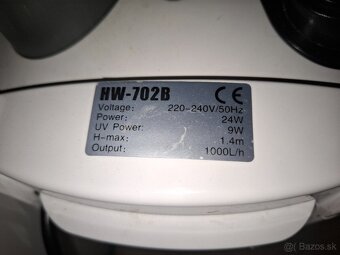 HW-702B CE
Voltage: 220-240V/50Hz
Power: 24W
UV Power: 9W
H-max: 1.4m
Output: 1000L/h
Bazos.sk